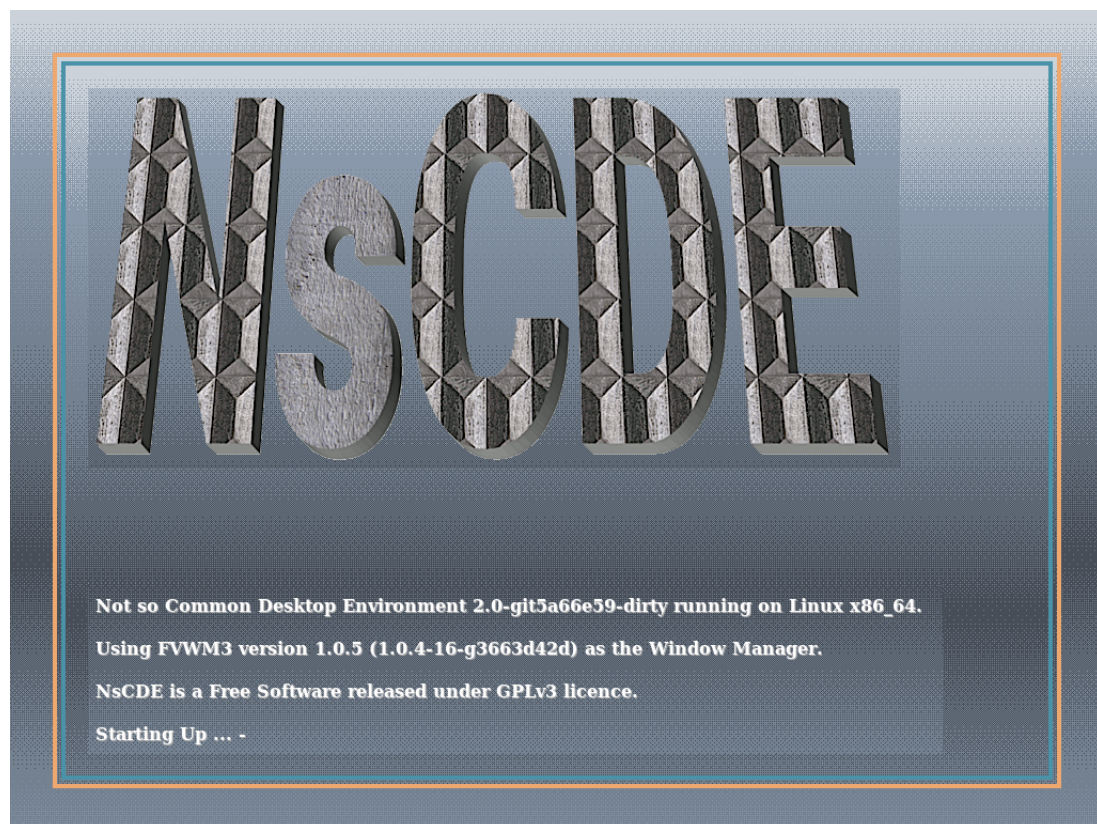 NsCDE
Not so Common Desktop Environment 2.0-git5a66e59-dirty running on Linux x86_64.
Using FVWM3 version 1.0.5 (1.0.4-16-g3663d42d) as the Window Manager.
NsCDE is a Free Software released under GPLv3 licence.
Starting Up ... -